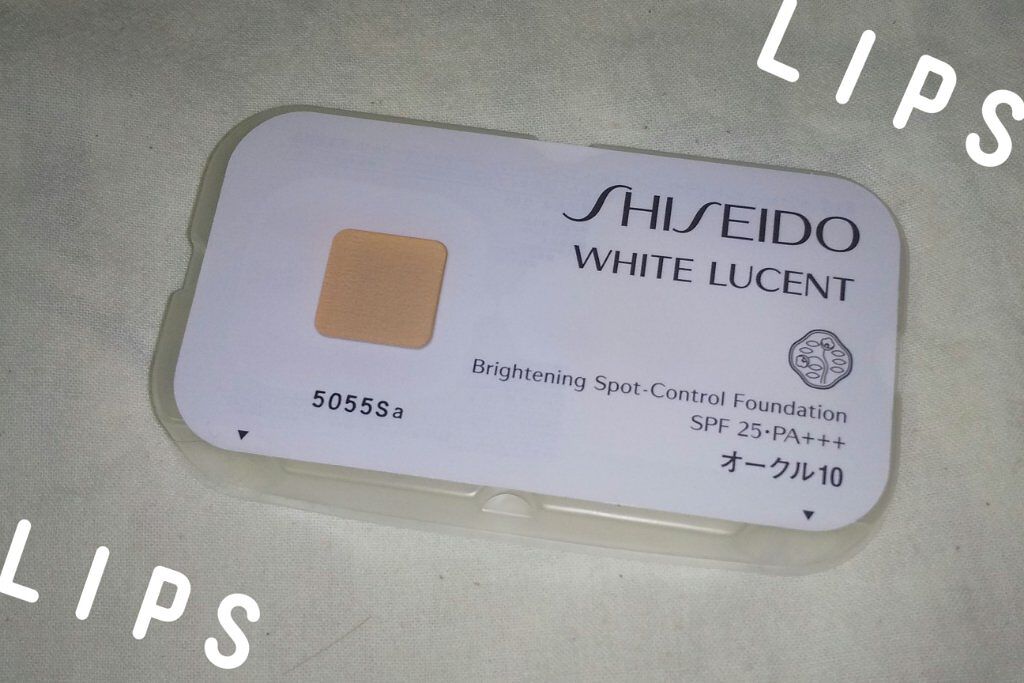 LIPS
SHISEIDO
WHITE LUCENT
Brightening Spot-Control Foundation
SPF 25・PA+++
オークル10
5055Sa
LIPS